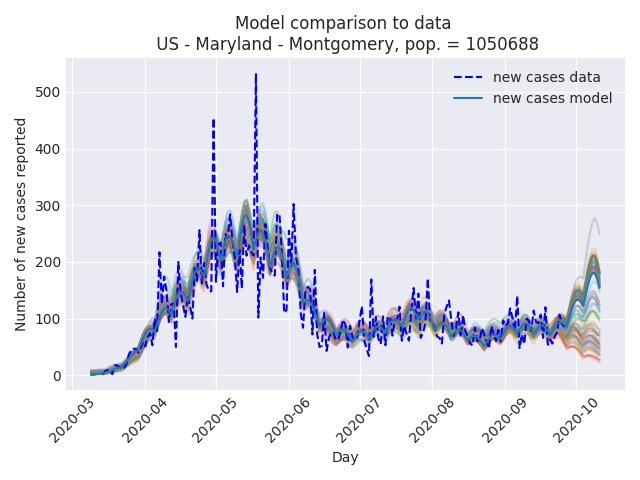 Model comparison to data
US - Maryland - Montgomery, pop. = 1050688
new cases data
new cases model
Number of new cases reported
500
400
300
200
100
0
2020-03
2020-04
2020-05
2020-06
2020-07
2020-08
2020-09
2020-10
Day